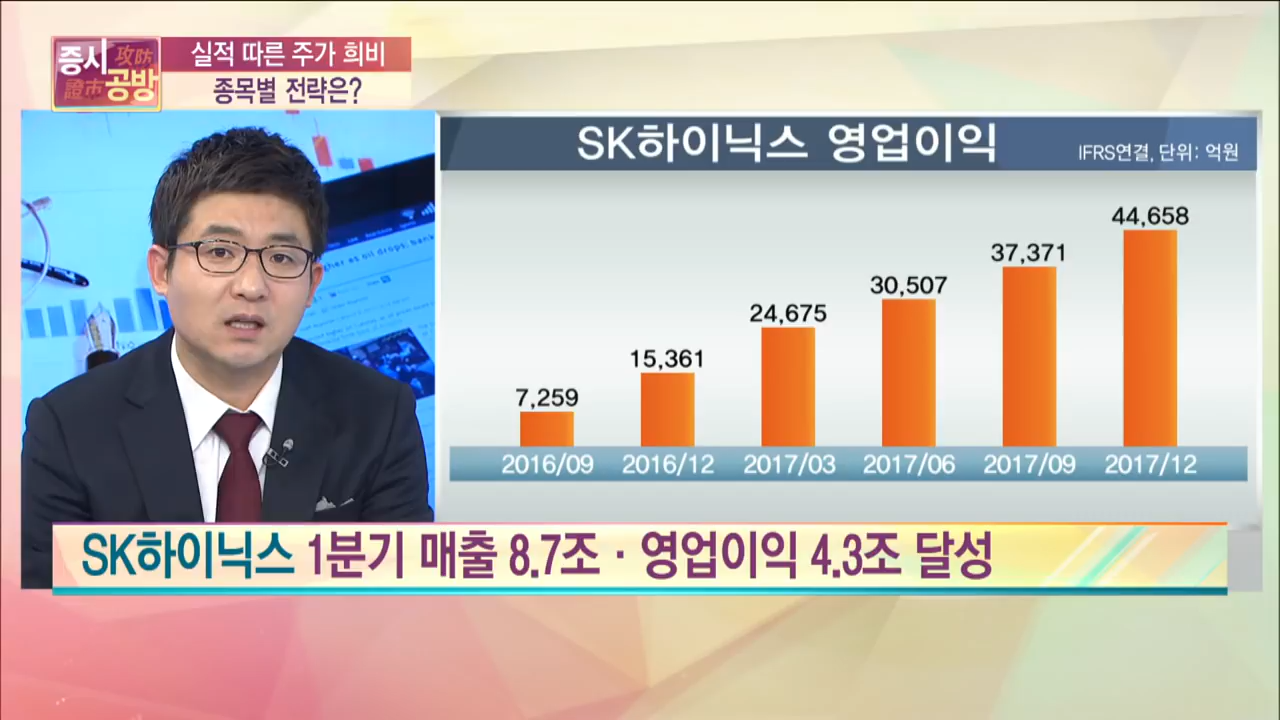 증시 攻防
證市 공방
실적 따른 주가 희비
종목별 전략은?
SK하이닉스 영업이익
IFRS연결, 단위: 억원
7,259
15,361
24,675
30,507
37,371
44,658
2016/09 2016/12 2017/03 2017/06 2017/09 2017/12
SK하이닉스 1분기 매출 8.7조 · 영업이익 4.3조 달성